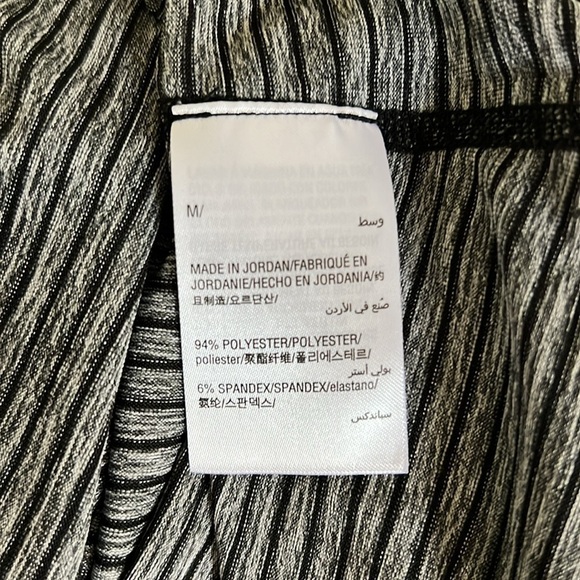 M/
وسط
MADE IN JORDAN/FABRIQUÉ EN
JORDANIE/HECHO EN JORDANIA/约
旦制造/요르단산/
صنع في الأردن
94% POLYESTER/POLYESTER/
poliester/聚酯纤维/폴리에스테르/
بولي أستر
6% SPANDEX/SPANDEX/elastano/
氨纶/스판덱스/
سباندكس